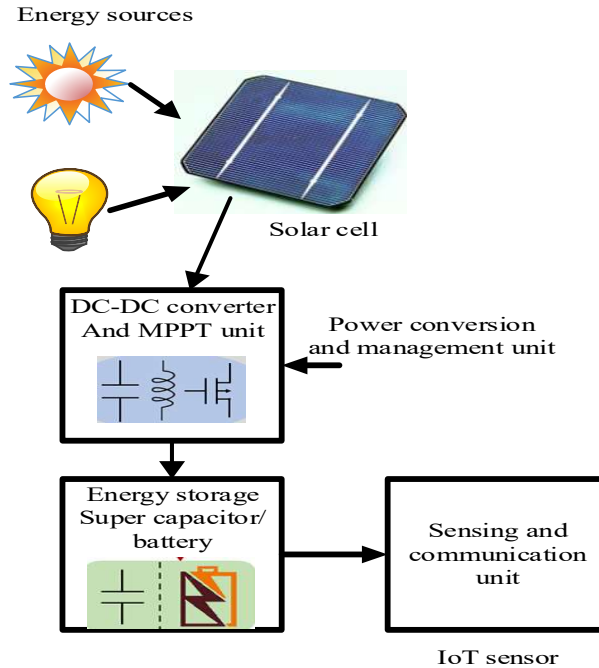 Energy sources
Solar cell
DC-DC converter
And MPPT unit
Power conversion
and management unit
Energy storage
Super capacitor/
battery
Sensing and
communication
unit
IoT sensor